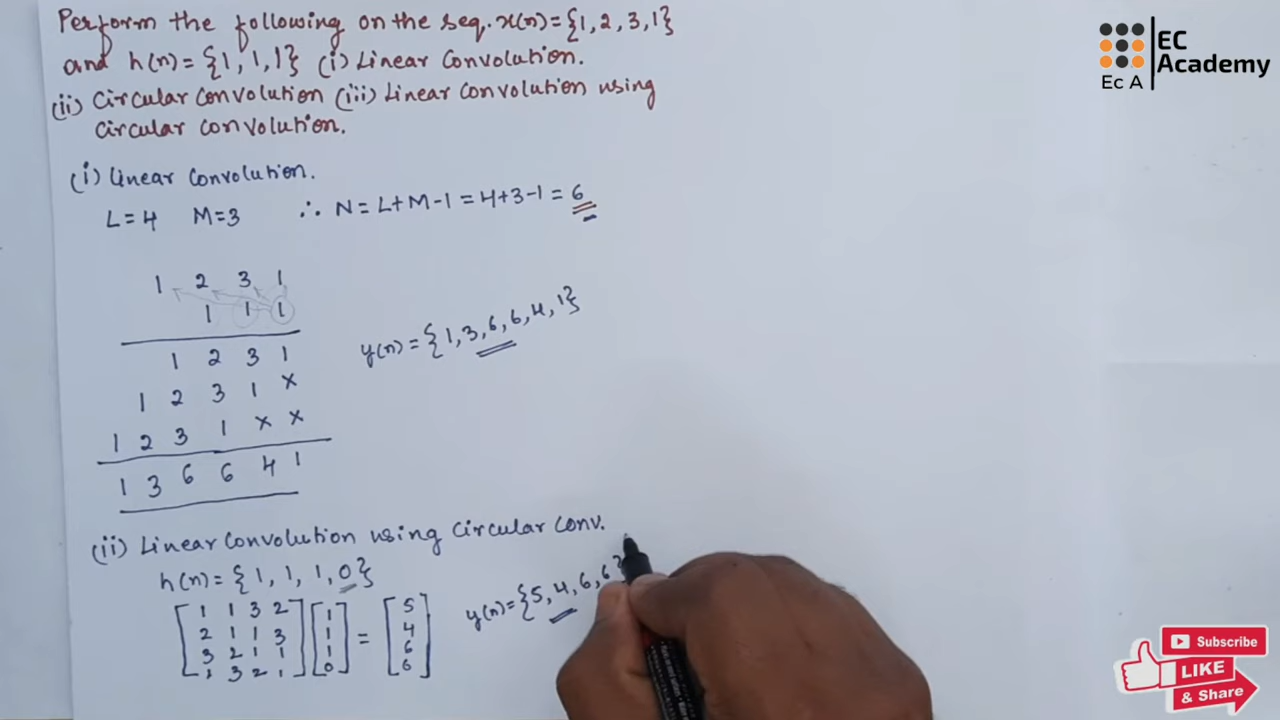 Perform the following on the seq. x(n) = {1, 2, 3, 1}
and h(n) = {1, 1, 1} (i) Linear Convolution.
(ii) Circular Convolution (iii) Linear Convolution using
Circular Convolution.
EC
Academy
Ec A
(i) Linear Convolution.
L=4 M=3 ∴ N = L+M-1 = 4+3-1 = 6
1 2 3 1
1 1 1
1 2 3 1
1 2 3 1 x
1 2 3 1 x x
1 3 6 6 4 1
y(n) = {1, 3, 6, 6, 4, 1}
(ii) Linear Convolution using Circular Conv.
h(n) = {1, 1, 1, 0}
[1 1 3 2] [1] = [5]
[2 1 1 3] [1] [4]
[3 2 1 1] [1] [6]
[1 3 2 1] [0] [6]
y(n) = {5, 4, 6, 6}
Subscribe
LIKE
& Share